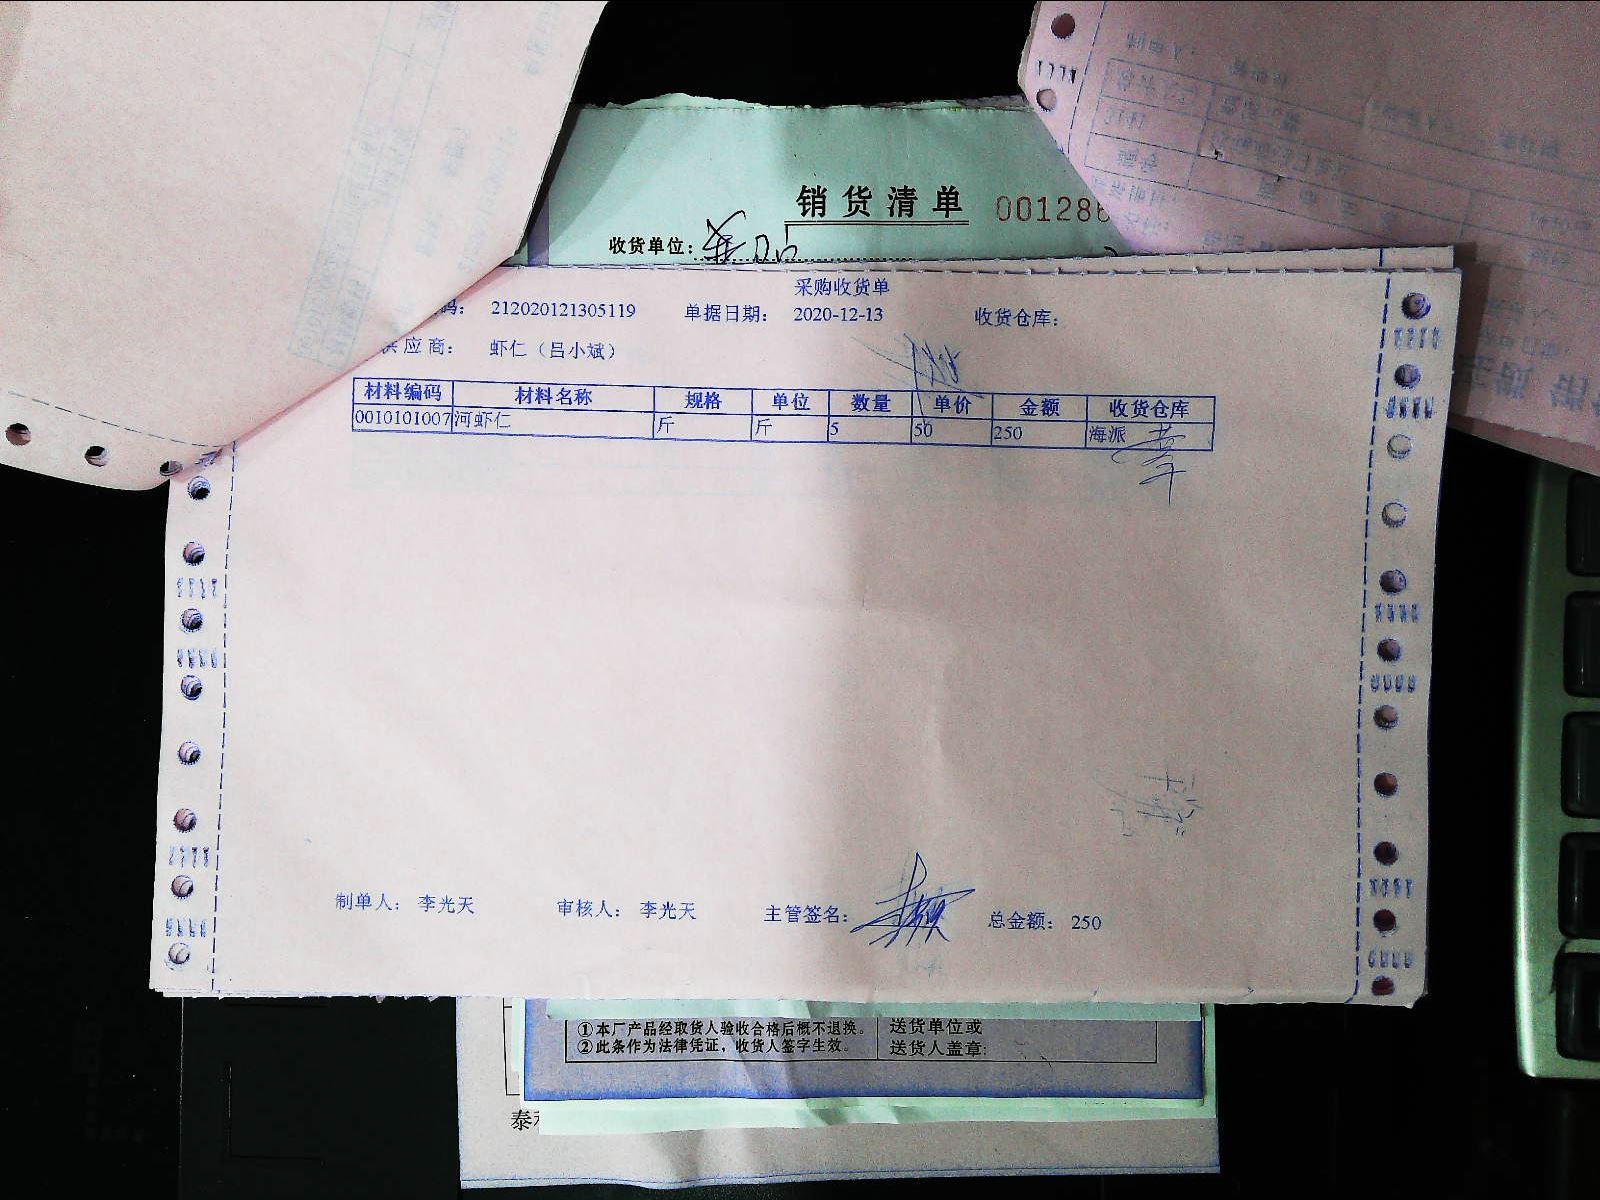 销货清单 001286
收货单位：
采购收货单
码： 212020121305119 单据日期： 2020-12-13 收货仓库：
供应商： 虾仁（吕小斌）
材料编码 材料名称 规格 单位 数量 单价 金额 收货仓库
0010101007 河虾仁 斤 斤 5 50 250 海派
制单人： 李光天 审核人： 李光天 主管签名： 总金额： 250
①本厂产品经取货人验收合格后概不退换。 送货单位或
②此条作为法律凭证，收货人签字生效。 送货人盖章:
泰